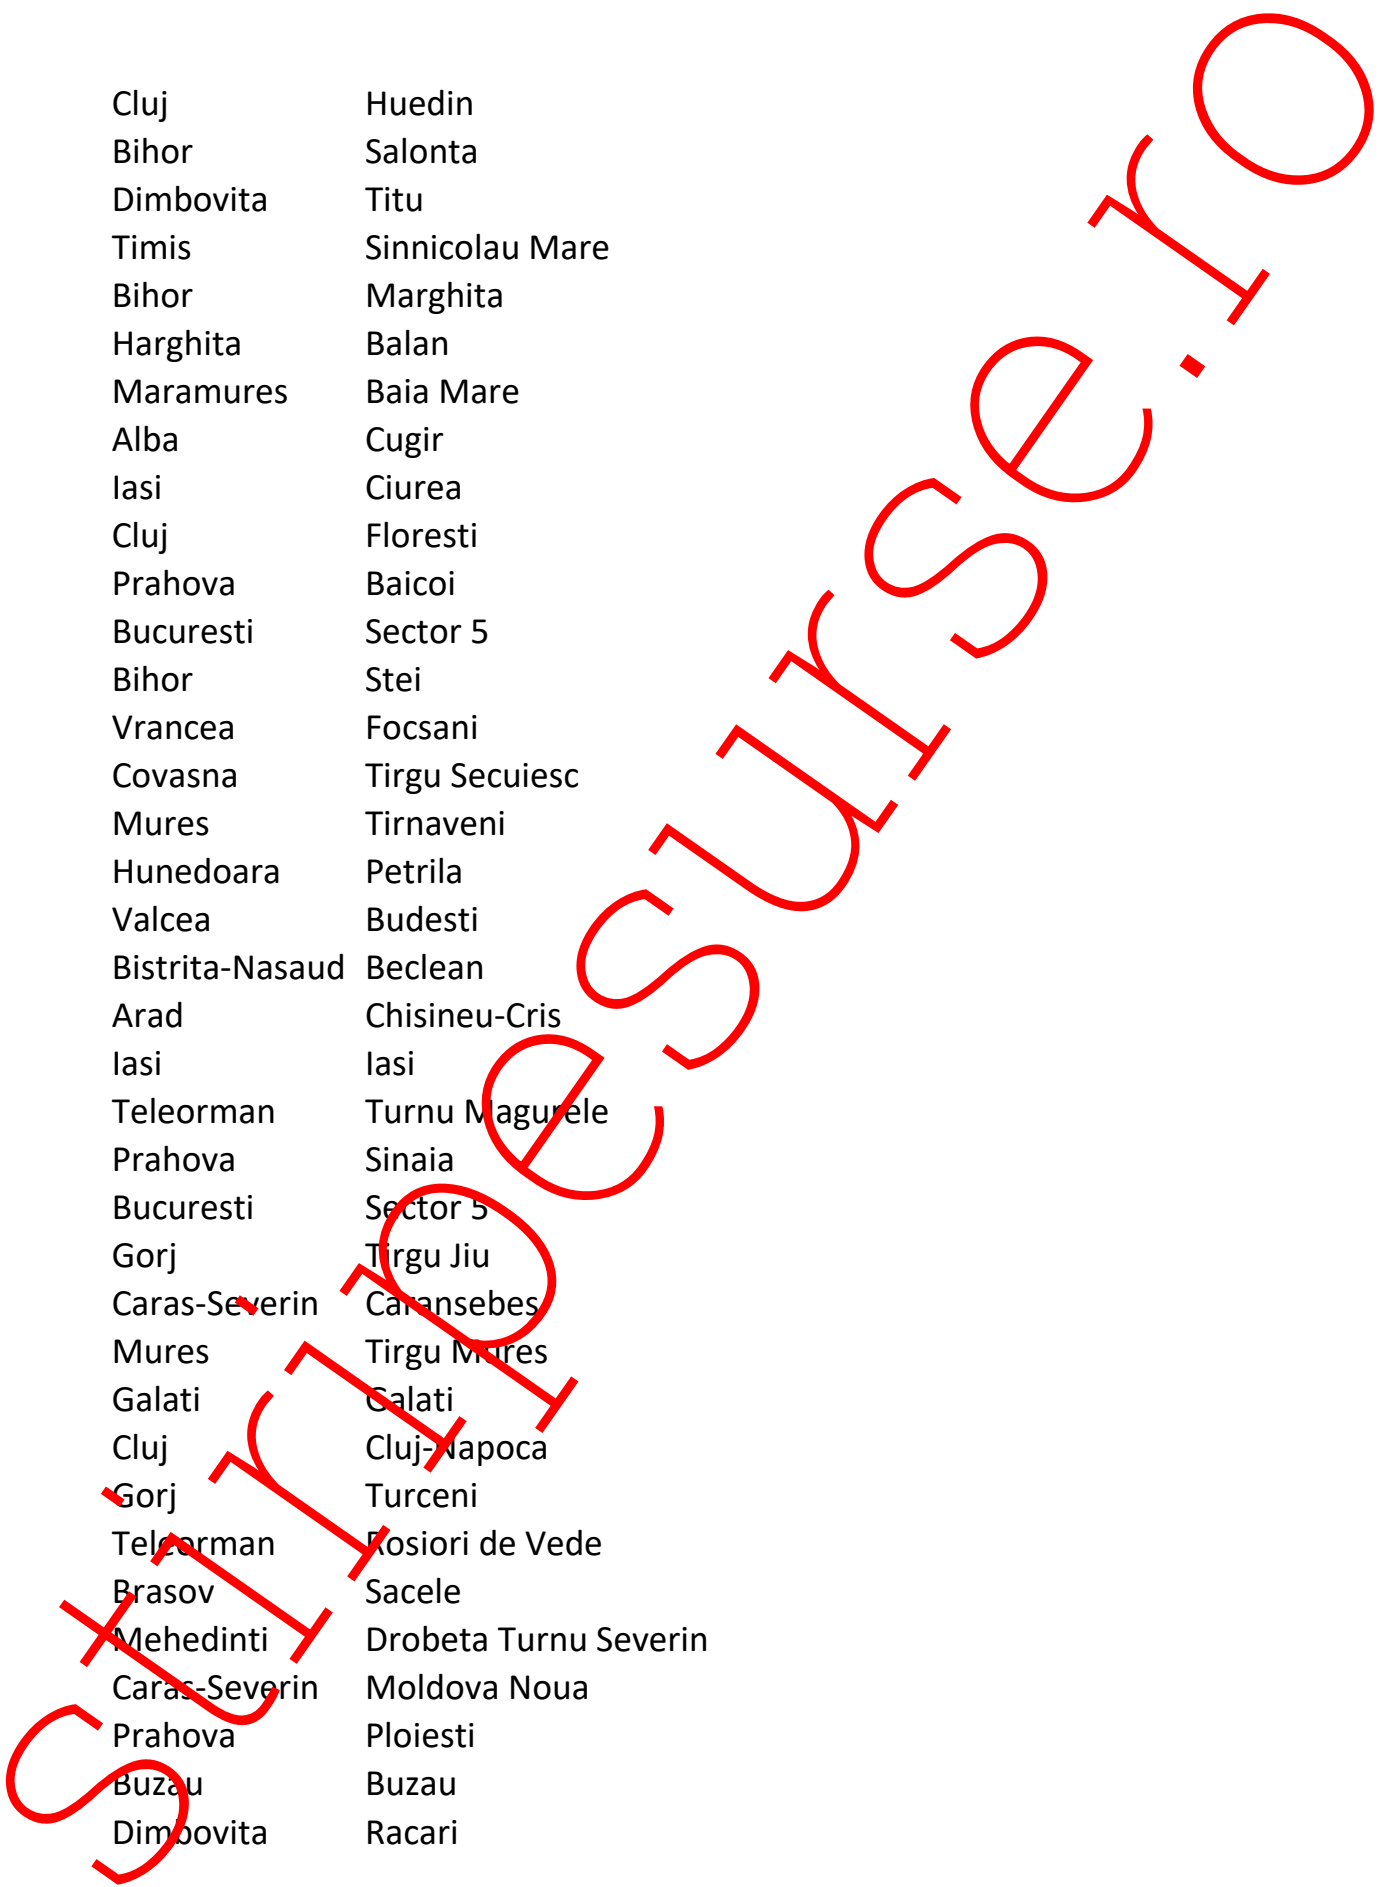 Cluj Huedin
Bihor Salonta
Dimbovita Titu
Timis Sinnicolau Mare
Bihor Marghita
Harghita Balan
Maramures Baia Mare
Alba Cugir
Iasi Ciurea
Cluj Floresti
Prahova Baicoi
Bucuresti Sector 5
Bihor Stei
Vrancea Focsani
Covasna Tirgu Secuiesc
Mures Tirnaveni
Hunedoara Petrila
Valcea Budesti
Bistrita-Nasaud Beclean
Arad Chisineu-Cris
Iasi Iasi
Teleorman Turnu Magurele
Prahova Sinaia
Bucuresti Sector 5
Gorj Tirgu Jiu
Caras-Severin Caransebes
Mures Tirgu Mures
Galati Galati
Cluj Cluj-Napoca
Gorj Turceni
Teleorman Rosiori de Vede
Brasov Sacele
Mehedinti Drobeta Turnu Severin
Caras-Severin Moldova Noua
Prahova Ploiesti
Buzau Buzau
Dimbovita Racari
stiripesurse.ro